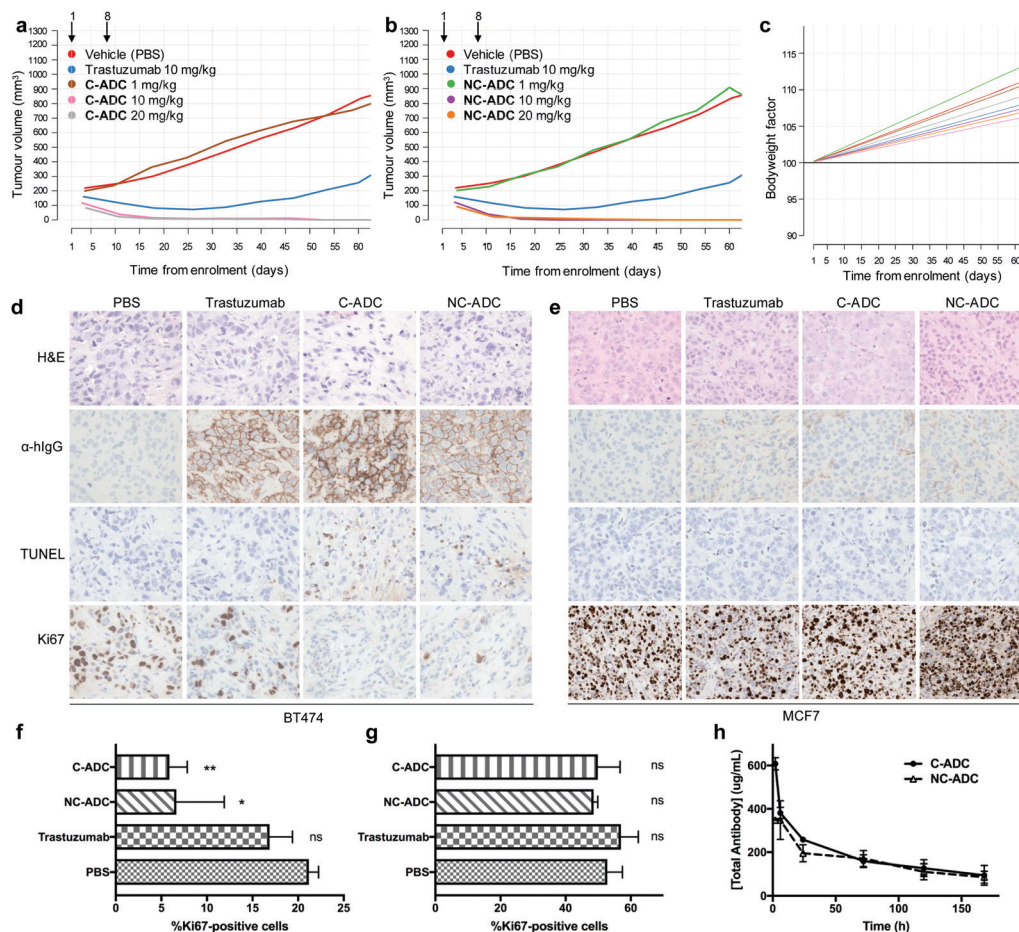 a
1 8
1300
1200
1100
1000
900
800
700
600
500
400
300
200
100
0
Tumour volume (mm³)
Vehicle (PBS)
Trastuzumab 10 mg/kg
C-ADC 1 mg/kg
C-ADC 10 mg/kg
C-ADC 20 mg/kg
1 5 10 15 20 25 30 35 40 45 50 55 60
Time from enrolment (days)
b
1 8
1300
1200
1100
1000
900
800
700
600
500
400
300
200
100
0
Tumour volume (mm³)
Vehicle (PBS)
Trastuzumab 10 mg/kg
NC-ADC 1 mg/kg
NC-ADC 10 mg/kg
NC-ADC 20 mg/kg
1 5 10 15 20 25 30 35 40 45 50 55 60
Time from enrolment (days)
c
115
110
105
100
95
90
Bodyweight factor
1 5 10 15 20 25 30 35 40 45 50 55 60
Time from enrolment (days)
d
PBS Trastuzumab C-ADC NC-ADC
H&E
α-hIgG
TUNEL
Ki67
BT474
e
PBS Trastuzumab C-ADC NC-ADC
MCF7
f
C-ADC **
NC-ADC *
Trastuzumab ns
PBS
0 5 10 15 20 25
%Ki67-positive cells
g
C-ADC ns
NC-ADC ns
Trastuzumab ns
PBS
0 20 40 60
%Ki67-positive cells
h
C-ADC
NC-ADC
600
400
200
0
[Total Antibody] (ug/mL)
0 50 100 150
Time (h)